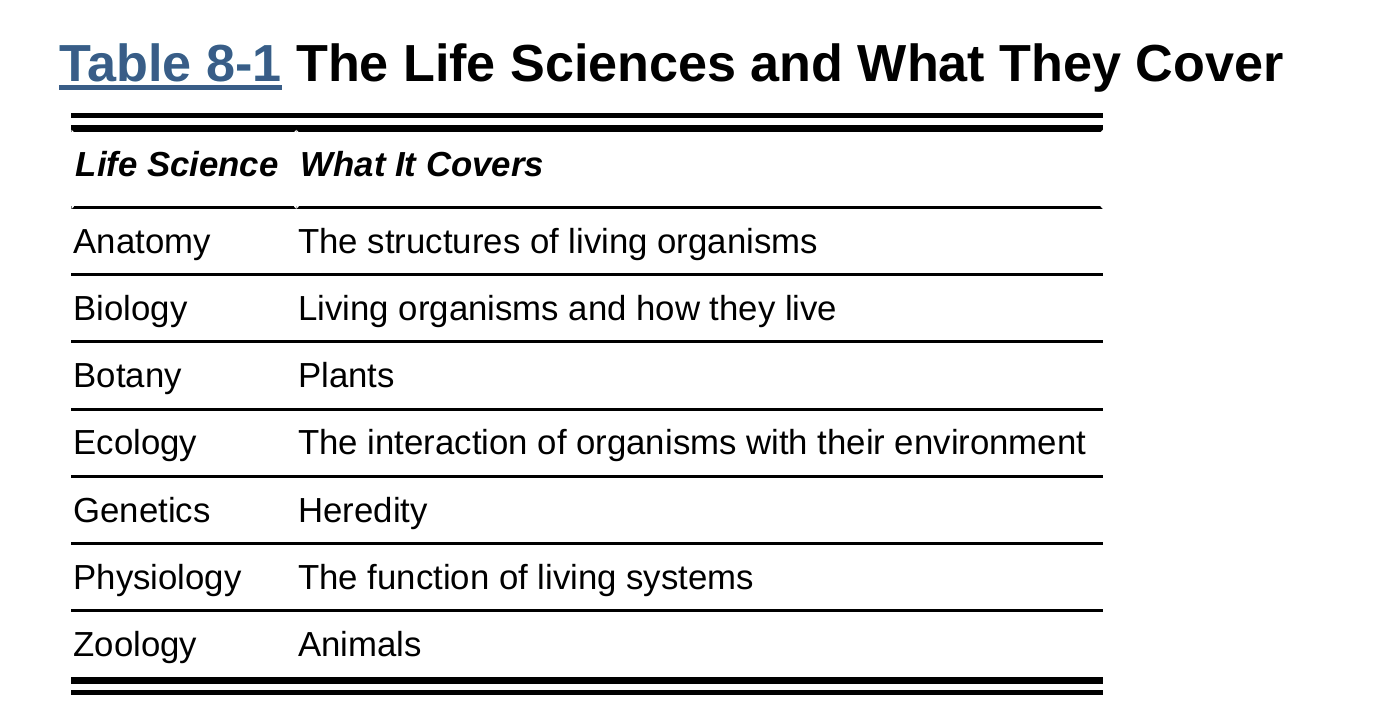 Table 8-1 The Life Sciences and What They Cover
Life Science What It Covers
Anatomy The structures of living organisms
Biology Living organisms and how they live
Botany Plants
Ecology The interaction of organisms with their environment
Genetics Heredity
Physiology The function of living systems
Zoology Animals